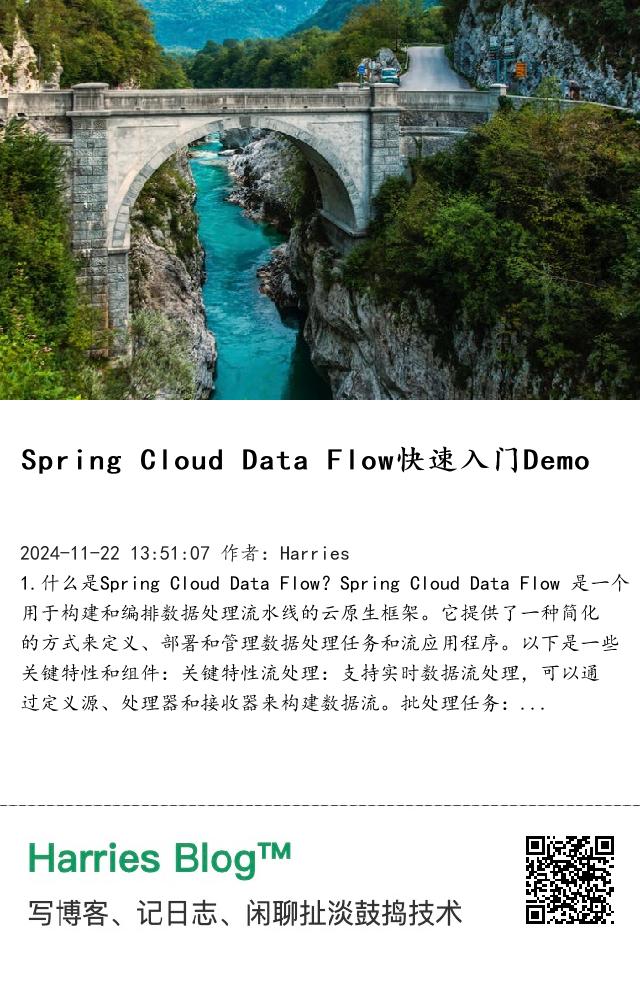 Spring Cloud Data Flow快速入门Demo
2024-11-22 13:51:07 作者: Harries
1.什么是Spring Cloud Data Flow? Spring Cloud Data Flow 是一个
用于构建和编排数据处理流水线的云原生框架。它提供了一种简化
的方式来定义、部署和管理数据处理任务和流应用程序。以下是一些
关键特性和组件: 关键特性流处理: 支持实时数据流处理, 可以通
过定义源、处理器和接收器来构建数据流。批处理任务: ...
Harries Blog™
写博客、记日志、闲聊扯淡鼓捣技术